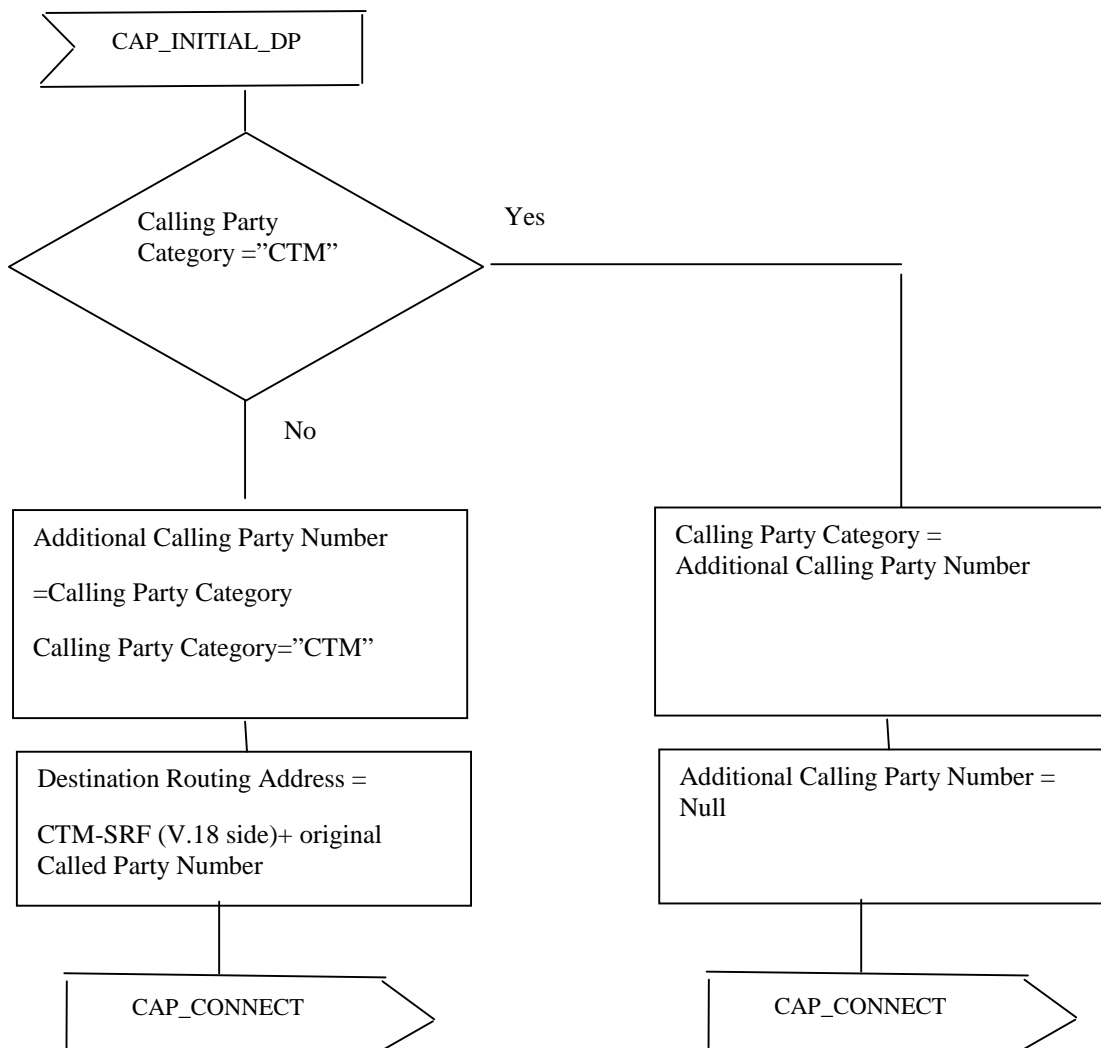 CAP_INITIAL_DP
Calling Party
Category =”CTM”
Yes
No
Additional Calling Party Number
=Calling Party Category
Calling Party Category=”CTM”
Calling Party Category =
Additional Calling Party Number
Destination Routing Address =
CTM-SRF (V.18 side)+ original
Called Party Number
Additional Calling Party Number =
Null
CAP_CONNECT
CAP_CONNECT